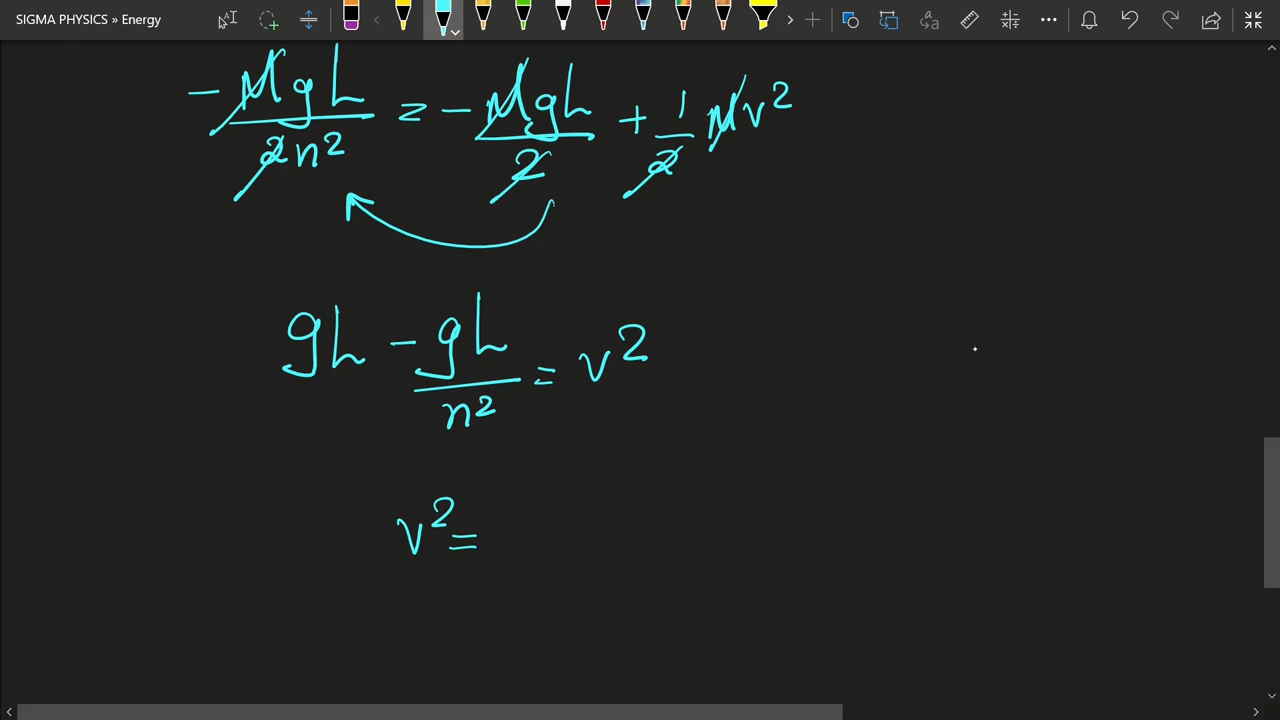 SIGMA PHYSICS » Energy
-MgL/2n² = -MgL/2 + 1/2 Mv²
gL - gL/n² = v²
v² =